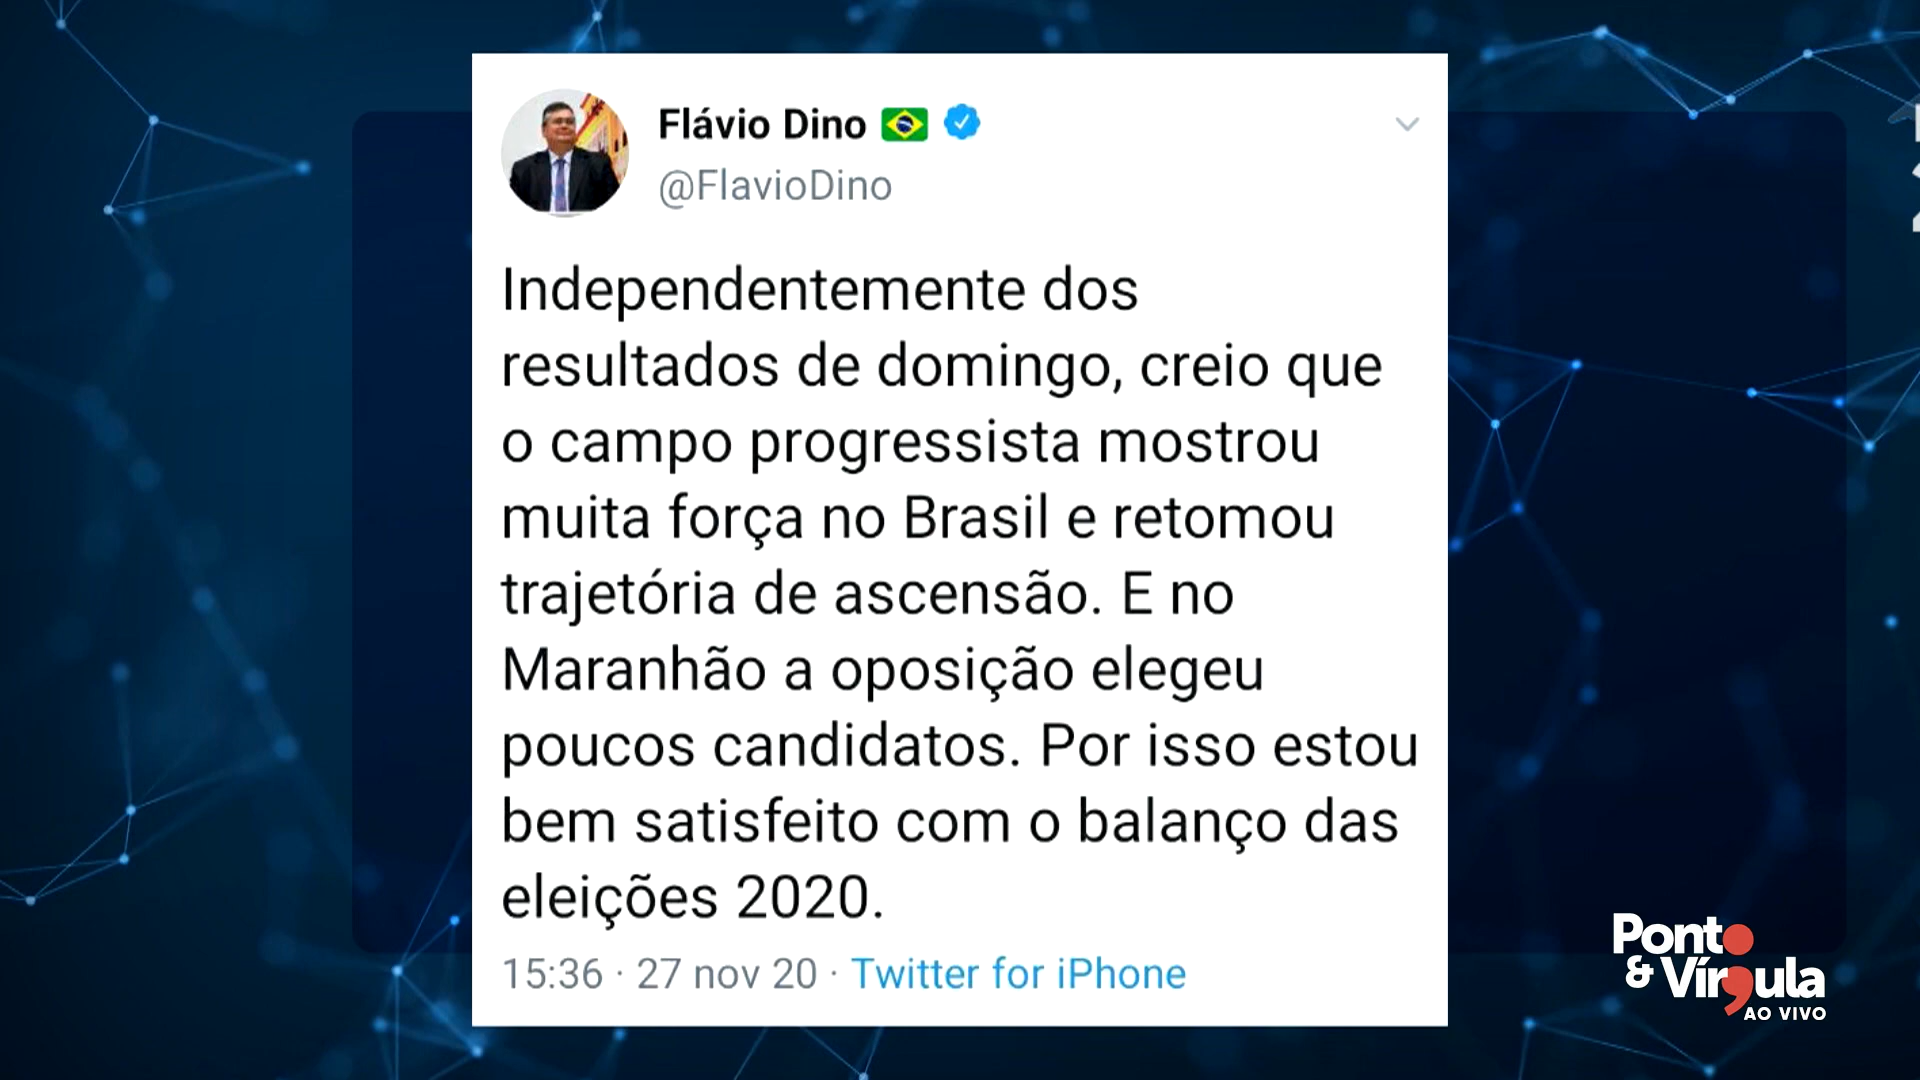 Flávio Dino
@FlavioDino
Independentemente dos
resultados de domingo, creio que
o campo progressista mostrou
muita força no Brasil e retomou
trajetória de ascensão. E no
Maranhão a oposição elegeu
poucos candidatos. Por isso estou
bem satisfeito com o balanço das
eleições 2020.
15:36 · 27 nov 20 · Twitter for iPhone
Ponto
& Vírgula
AO VIVO